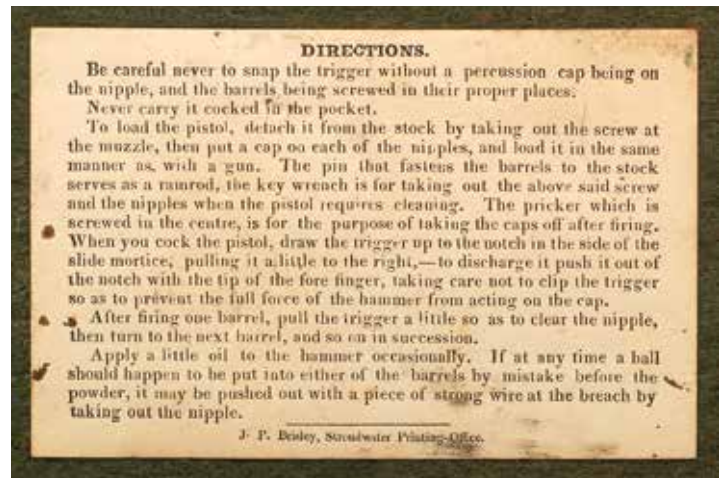 DIRECTIONS.
Be careful never to snap the trigger without a percussion cap being on
the nipple, and the barrels being screwed in their proper places.
Never carry it cocked in the pocket.
To load the pistol, detach it from the stock by taking out the screw at
the muzzle, then put a cap on each of the nipples, and load it in the same
manner as with a gun. The pin that fastens the barrels to the stock
serves as a ramrod, the key wrench is for taking out the above said screw
and the nipples when the pistol requires cleaning. The pricker which is
screwed in the centre, is for the purpose of taking the caps off after firing.
When you cock the pistol, draw the trigger up to the notch in the side of the
slide mortice, pulling it a little to the right,—to discharge it push it out of
the notch with the tip of the fore finger, taking care not to clip the trigger
so as to prevent the full force of the hammer from acting on the cap.
After firing one barrel, pull the trigger a little so as to clear the nipple,
then turn to the next barrel, and so on in succession.
Apply a little oil to the hammer occasionally. If at any time a ball
should happen to be put into either of the barrels by mistake before the
powder, it may be pushed out with a piece of strong wire at the breach by
taking out the nipple.
J. P. Brisley, Stroudwater Printing-Office.